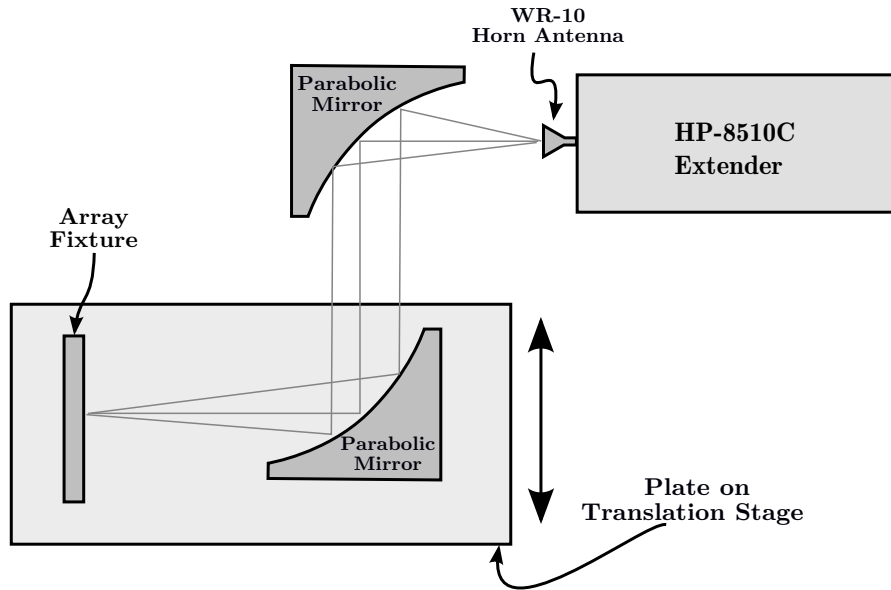 WR-10
Horn Antenna
Parabolic
Mirror
HP-8510C
Extender
Array
Fixture
Parabolic
Mirror
Plate on
Translation Stage